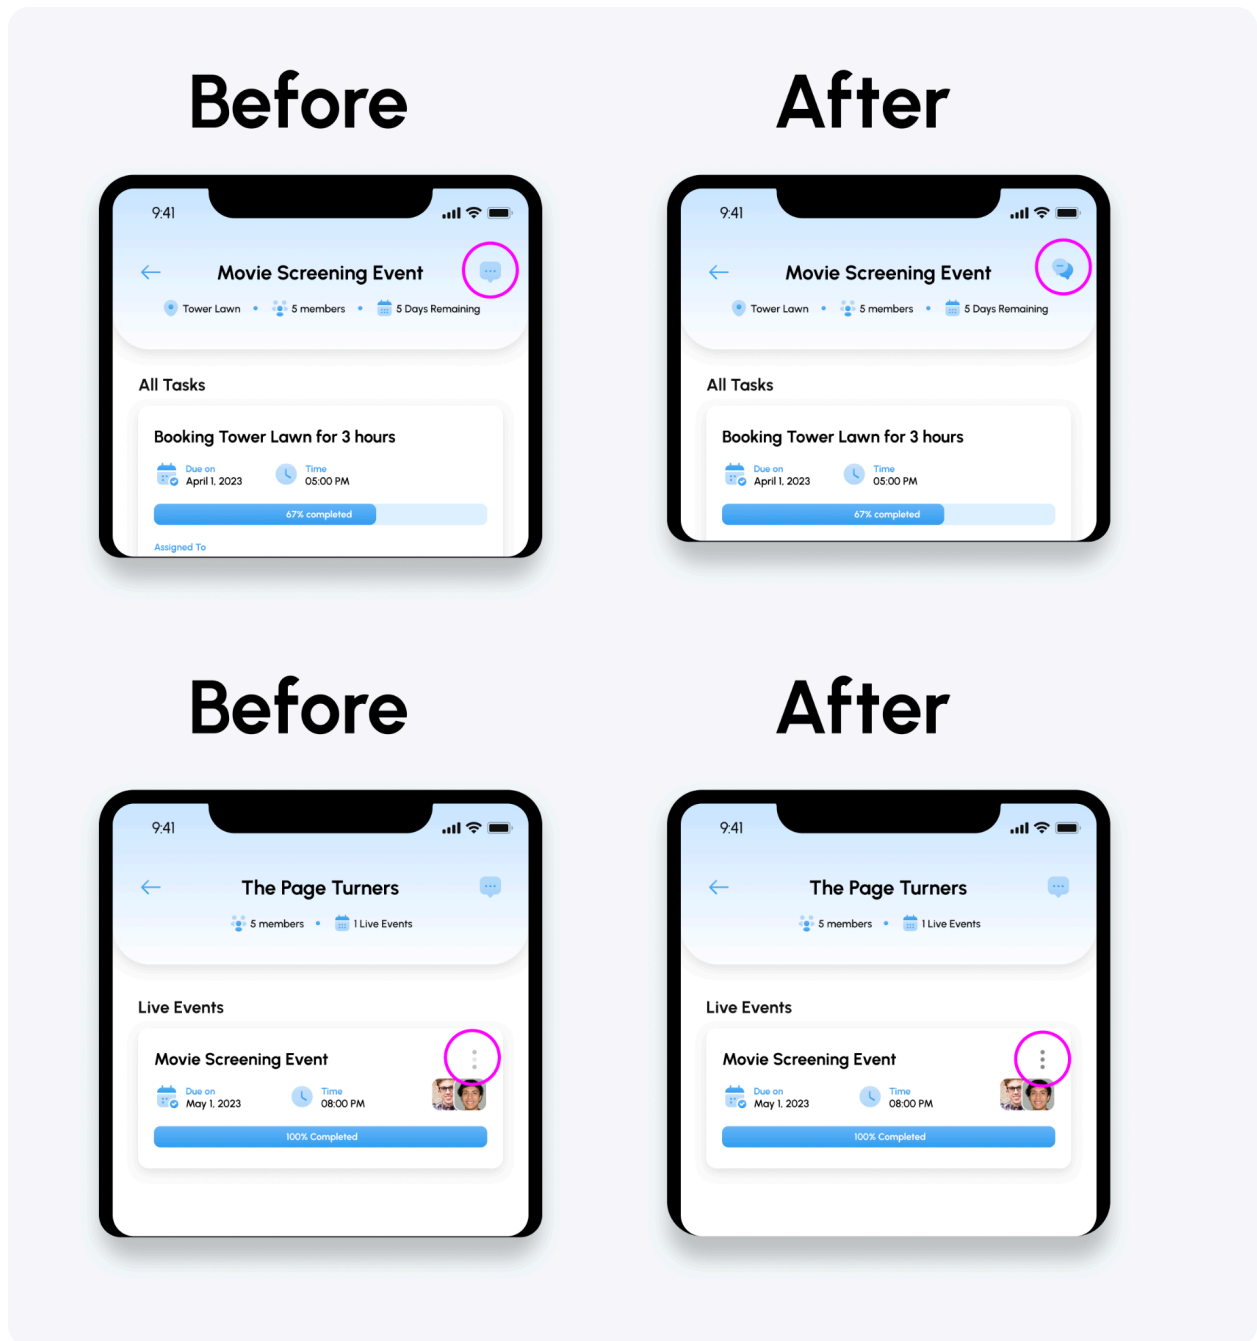 Before
After
9:41
Movie Screening Event
Tower Lawn • 5 members • 5 Days Remaining
All Tasks
Booking Tower Lawn for 3 hours
Due on
April 1, 2023
Time
05:00 PM
67% completed
Assigned To
9:41
Movie Screening Event
Tower Lawn • 5 members • 5 Days Remaining
All Tasks
Booking Tower Lawn for 3 hours
Due on
April 1, 2023
Time
05:00 PM
67% completed
Before
After
9:41
The Page Turners
5 members • 1 Live Events
Live Events
Movie Screening Event
Due on
May 1, 2023
Time
08:00 PM
100% Completed
9:41
The Page Turners
5 members • 1 Live Events
Live Events
Movie Screening Event
Due on
May 1, 2023
Time
08:00 PM
100% Completed